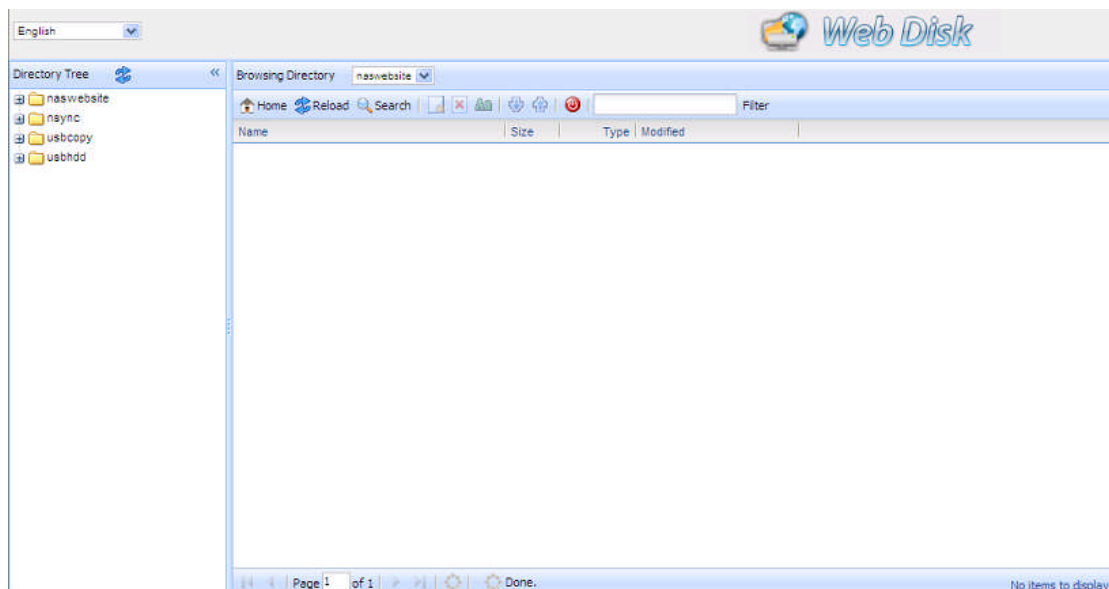 English
Web Disk
Directory Tree
naswebsite
nsync
usbcopy
usbhdd
Browsing Directory naswebsite
Home Reload Search Filter
Name Size Type Modified
Page 1 of 1 Done. No items to display